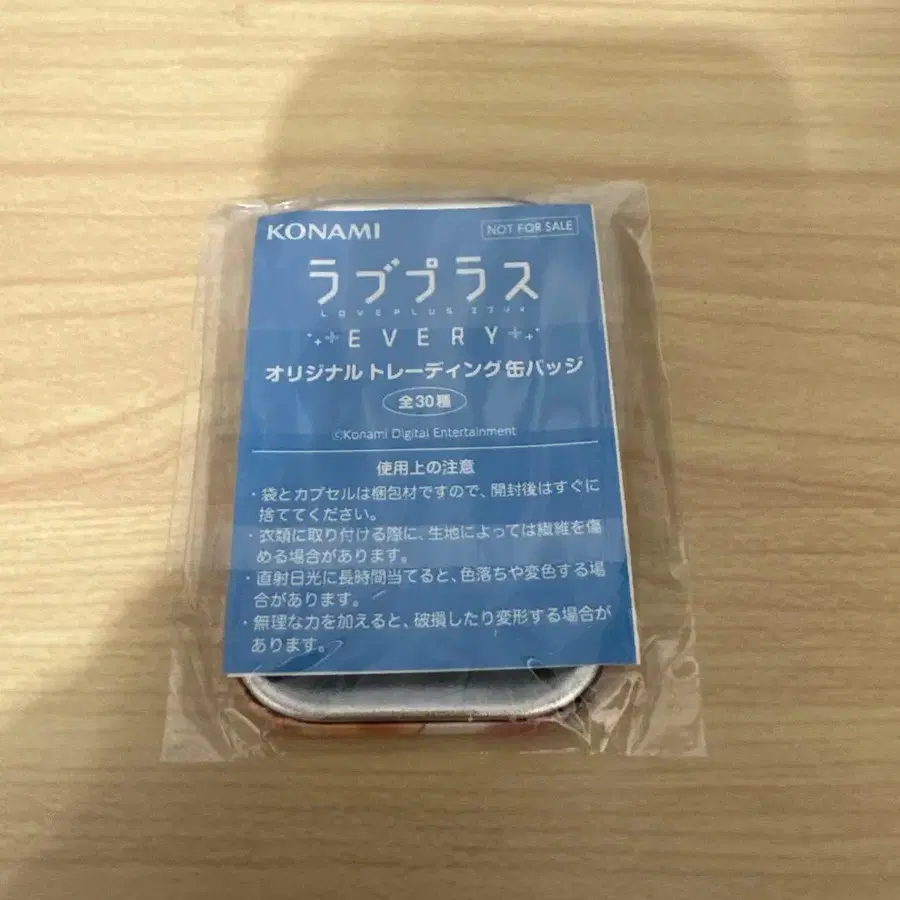 KONAMI
NOT FOR SALE
ラブプラス
LOVEPLUS エブリィ
EVERY
オリジナルトレーディング缶バッジ
全30種
©Konami Digital Entertainment
使用上の注意
・袋とカプセルは梱包材ですので、開封後はすぐに
捨ててください。
・衣類に取り付ける際に、生地によっては繊維を傷
める場合があります。
・直射日光に長時間当てると、色落ちや変色する場
合があります。
・無理な力を加えると、破損したり変形する場合が
あります。